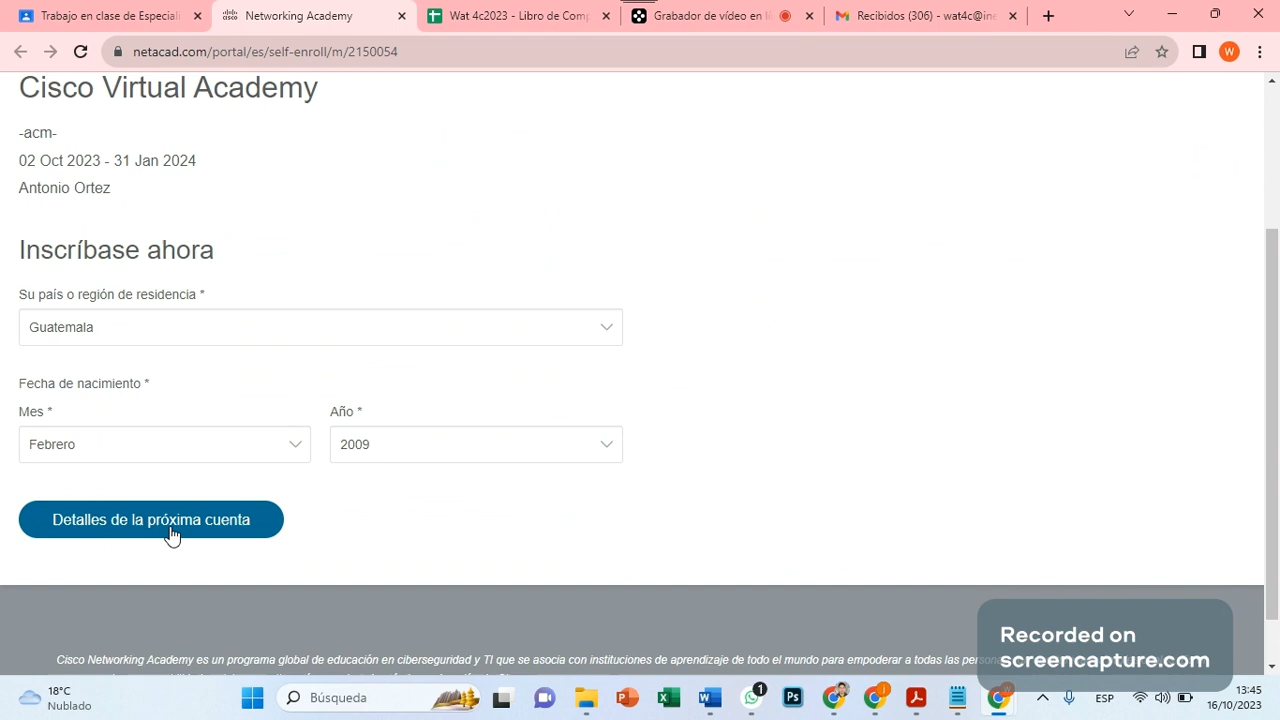 Trabajo en clase de Especiali
Networking Academy
Wat 4c2023 - Libro de Comp
Grabador de vídeo en lí
Recibidos (306) - wat4c@ine
netacad.com/portal/es/self-enroll/m/2150054
W
Cisco Virtual Academy
-acm-
02 Oct 2023 - 31 Jan 2024
Antonio Ortez
Inscríbase ahora
Su país o región de residencia *
Guatemala
Fecha de nacimiento *
Mes * Año *
Febrero 2009
Detalles de la próxima cuenta
Recorded on
screencapture.com
Cisco Networking Academy es un programa global de educación en ciberseguridad y TI que se asocia con instituciones de aprendizaje de todo el mundo para empoderar a todas las
18°C
Nublado
Búsqueda
1
ESP
13:45
16/10/2023